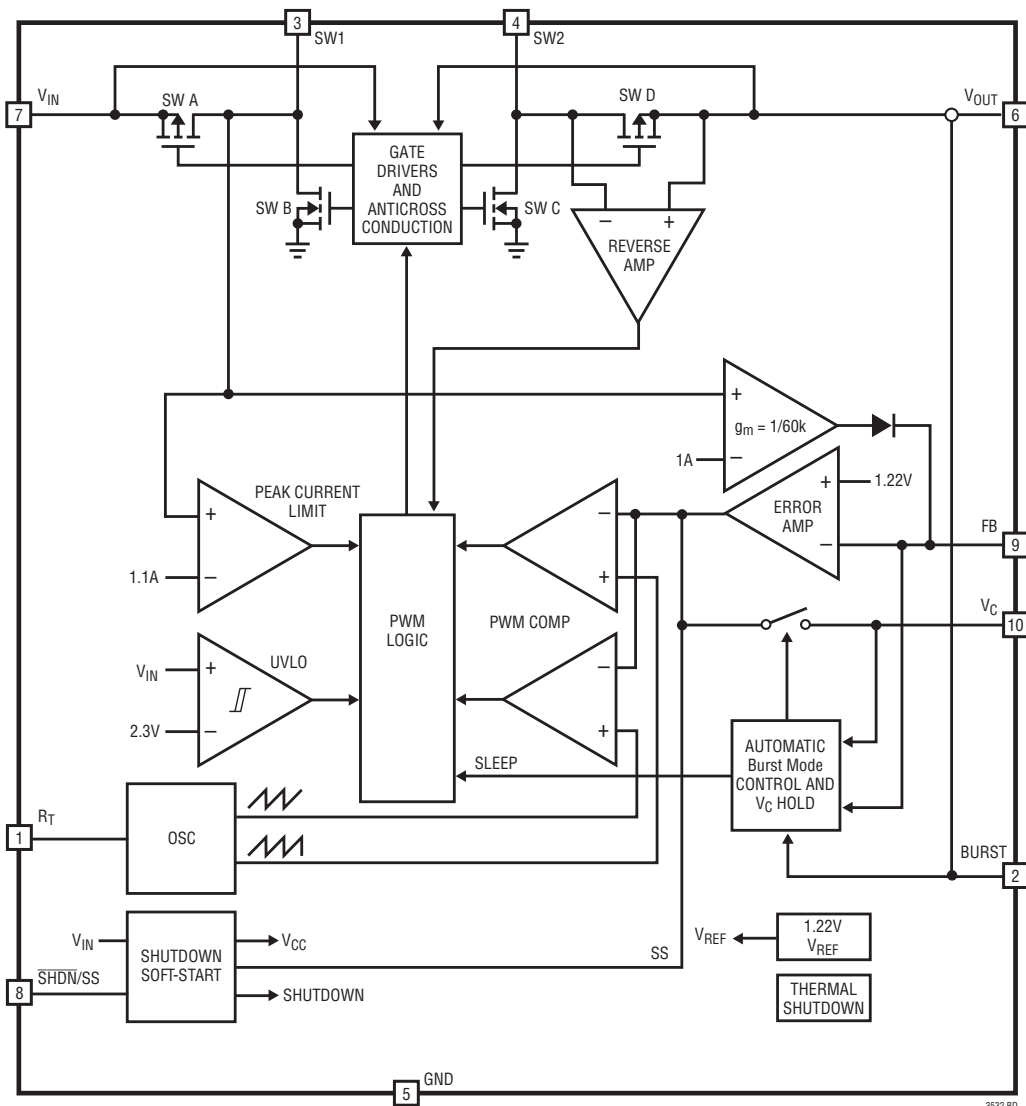 3
SW1
4
SW2
7
VIN
SW A
SW D
VOUT
6
GATE
DRIVERS
AND
ANTICROSS
CONDUCTION
SW B
SW C
– +
REVERSE
AMP
+
gm = 1/60k
1A –
+ 1.22V
ERROR
AMP
–
FB
9
PEAK CURRENT
LIMIT
+
1.1A –
–
+
PWM
LOGIC
PWM COMP
VC
10
UVLO
VIN +
2.3V –
–
+
SLEEP
AUTOMATIC
Burst Mode
CONTROL AND
VC HOLD
1
RT
OSC
BURST
2
VIN
SHUTDOWN
SOFT-START
VCC
SS
VREF
1.22V
VREF
8
SHDN/SS
SHUTDOWN
THERMAL
SHUTDOWN
5
GND
3532 BD